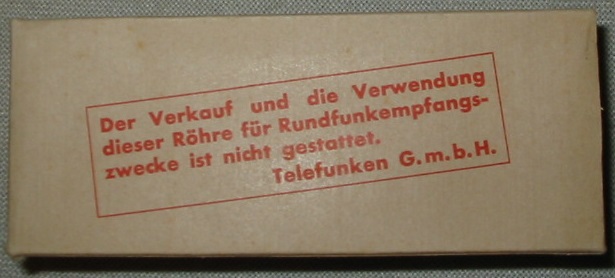 Der Verkauf und die Verwendung
dieser Röhre für Rundfunkempfangs-
zwecke ist nicht gestattet.
Telefunken G.m.b.H.